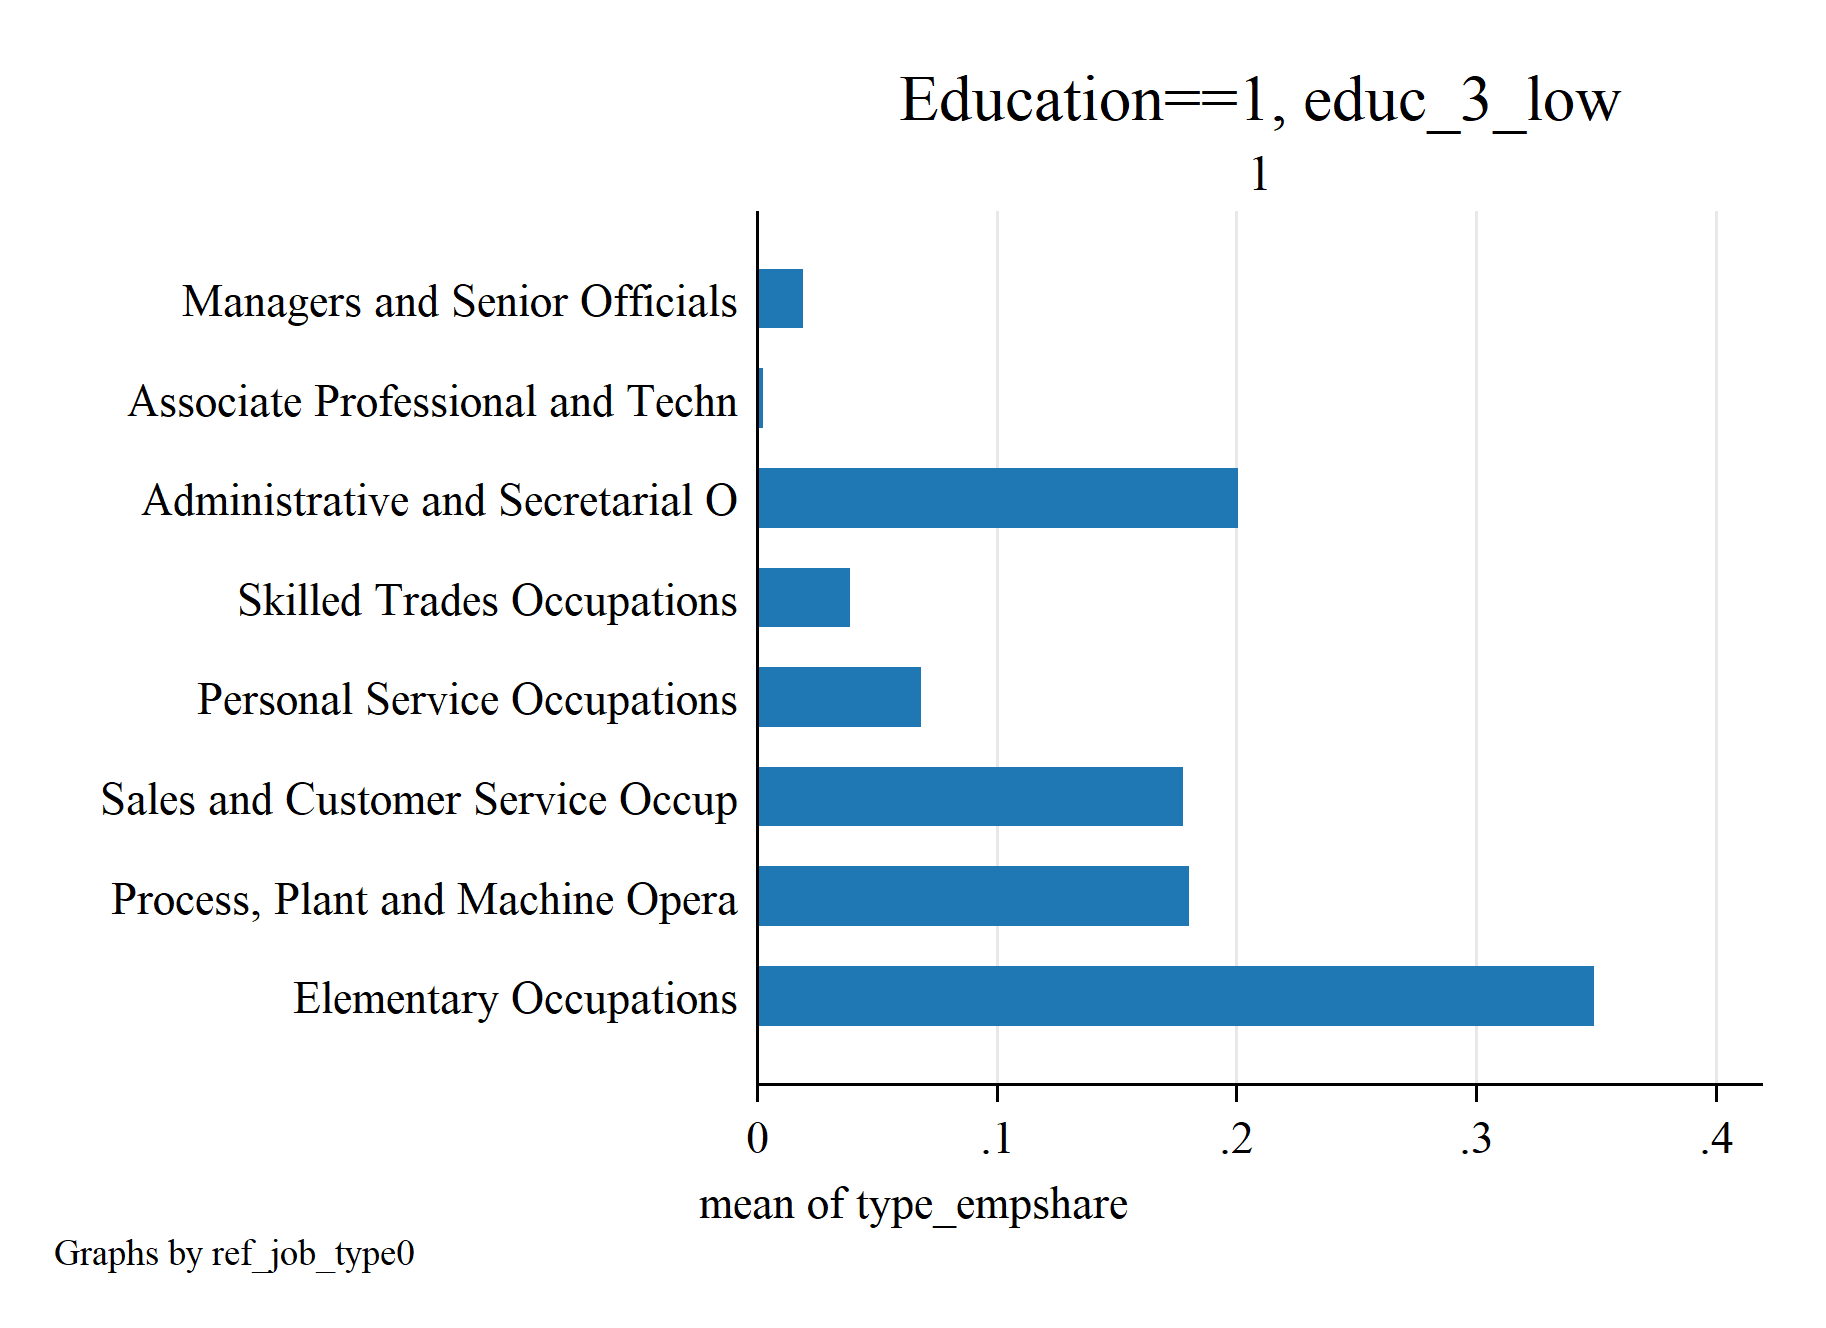 Education==1, educ_3_low
1
Managers and Senior Officials
Associate Professional and Techn
Administrative and Secretarial O
Skilled Trades Occupations
Personal Service Occupations
Sales and Customer Service Occup
Process, Plant and Machine Opera
Elementary Occupations
0 .1 .2 .3 .4
mean of type_empshare
Graphs by ref_job_type0